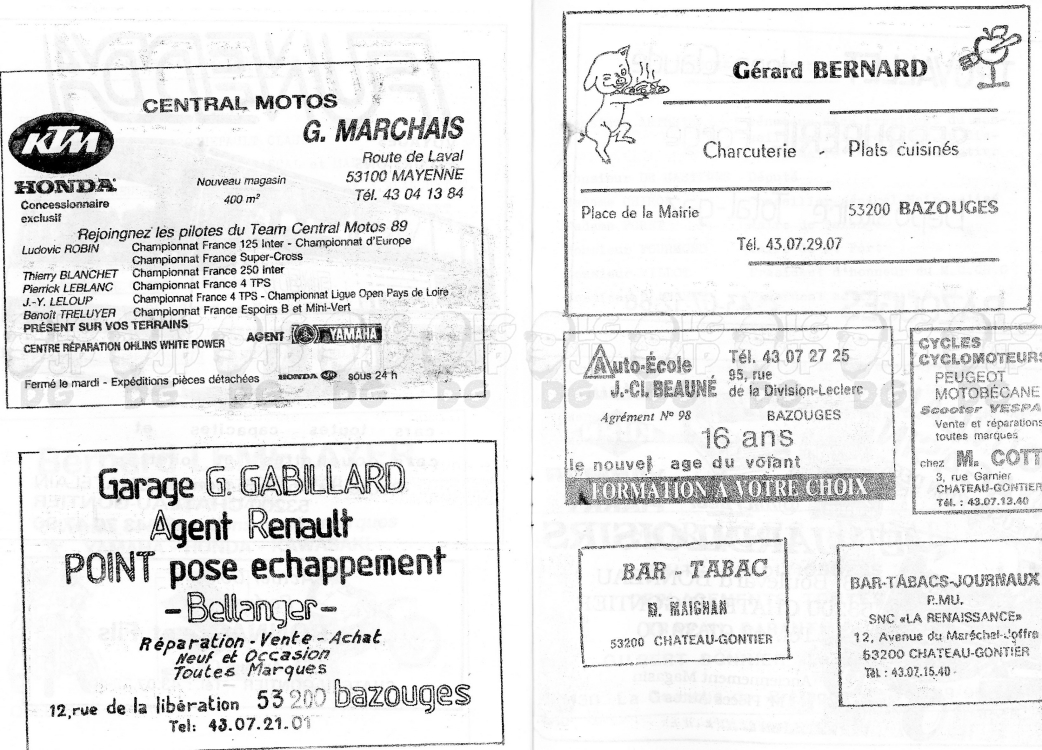 CENTRAL MOTOS
KTM
G. MARCHAIS
Route de Laval
53100 MAYENNE
Tél. 43 04 13 84
HONDA
Concessionnaire
exclusif
Nouveau magasin
400 m²
Rejoingnez les pilotes du Team Central Motos 89
Ludovic ROBIN Championnat France 125 Inter - Championnat d'Europe
Championnat France Super-Cross
Thierry BLANCHET Championnat France 250 Inter
Pierrick LEBLANC Championnat France 4 TPS
J.-Y. LELOUP Championnat France 4 TPS - Championnat Ligue Open Pays de Loire
Benoît TRELUYER Championnat France Espoirs B et Mini-Vert
PRÉSENT SUR VOS TERRAINS
CENTRE RÉPARATION OHLINS WHITE POWER AGENT YAMAHA
Fermé le mardi - Expéditions pièces détachées HONDA sous 24 h
Garage G. GABILLARD
Agent Renault
POINT pose echappement
- Bellanger -
Réparation - Vente - Achat
Neuf et Occasion
Toutes Marques
12, rue de la libération 53 200 bazouges
Tel: 43.07.21.01
Gérard BERNARD
Charcuterie - Plats cuisinés
Place de la Mairie 53200 BAZOUGES
Tél. 43.07.29.07
Auto-École
J.-Cl. BEAUNÉ
Tél. 43 07 27 25
95, rue
de la Division-Leclerc
Agrément Nº 98 BAZOUGES
16 ans
le nouvel age du volant
FORMATION A VOTRE CHOIX
CYCLES
CYCLOMOTEURS
PEUGEOT
MOTOBÉCANE
Scooter VESPA
Vente et réparations
toutes marques
chez M. COTT
3, rue Garnier
CHATEAU-GONTIER
Tél. : 43.07.13.40
BAR - TABAC
M. MAIGNAN
53200 CHATEAU-GONTIER
BAR-TABACS-JOURNAUX
P.MU.
SNC «LA RENAISSANCE»
12, Avenue du Maréchal-Joffre
53200 CHATEAU-GONTIER
Tél. : 43.07.15.40 -